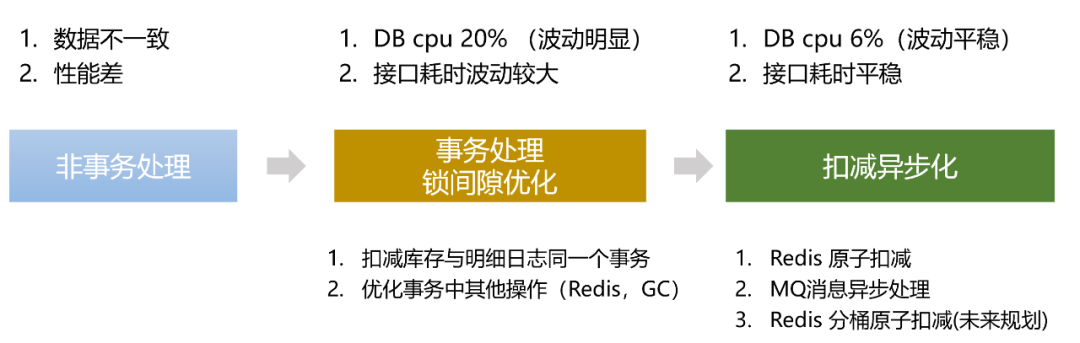 1. 数据不一致
2. 性能差
1. DB cpu 20% （波动明显）
2. 接口耗时波动较大
1. DB cpu 6%（波动平稳）
2. 接口耗时平稳
非事务处理
事务处理
锁间隙优化
扣减异步化
1. 扣减库存与明细日志同一个事务
2. 优化事务中其他操作（Redis，GC）
1. Redis 原子扣减
2. MQ消息异步处理
3. Redis 分桶原子扣减(未来规划)